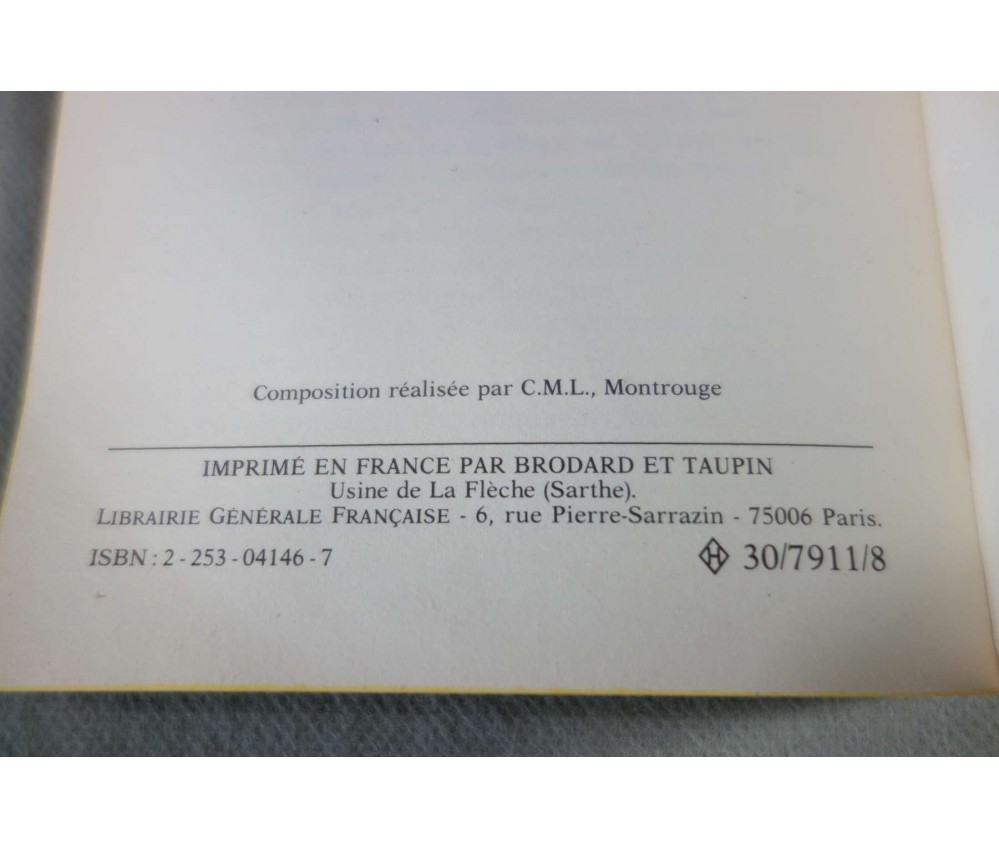 Composition réalisée par C.M.L., Montrouge
IMPRIMÉ EN FRANCE PAR BRODARD ET TAUPIN
Usine de La Flèche (Sarthe).
LIBRAIRIE GÉNÉRALE FRANÇAISE - 6, rue Pierre-Sarrazin - 75006 Paris.
ISBN : 2 - 253 - 04146 - 7 30/7911/8